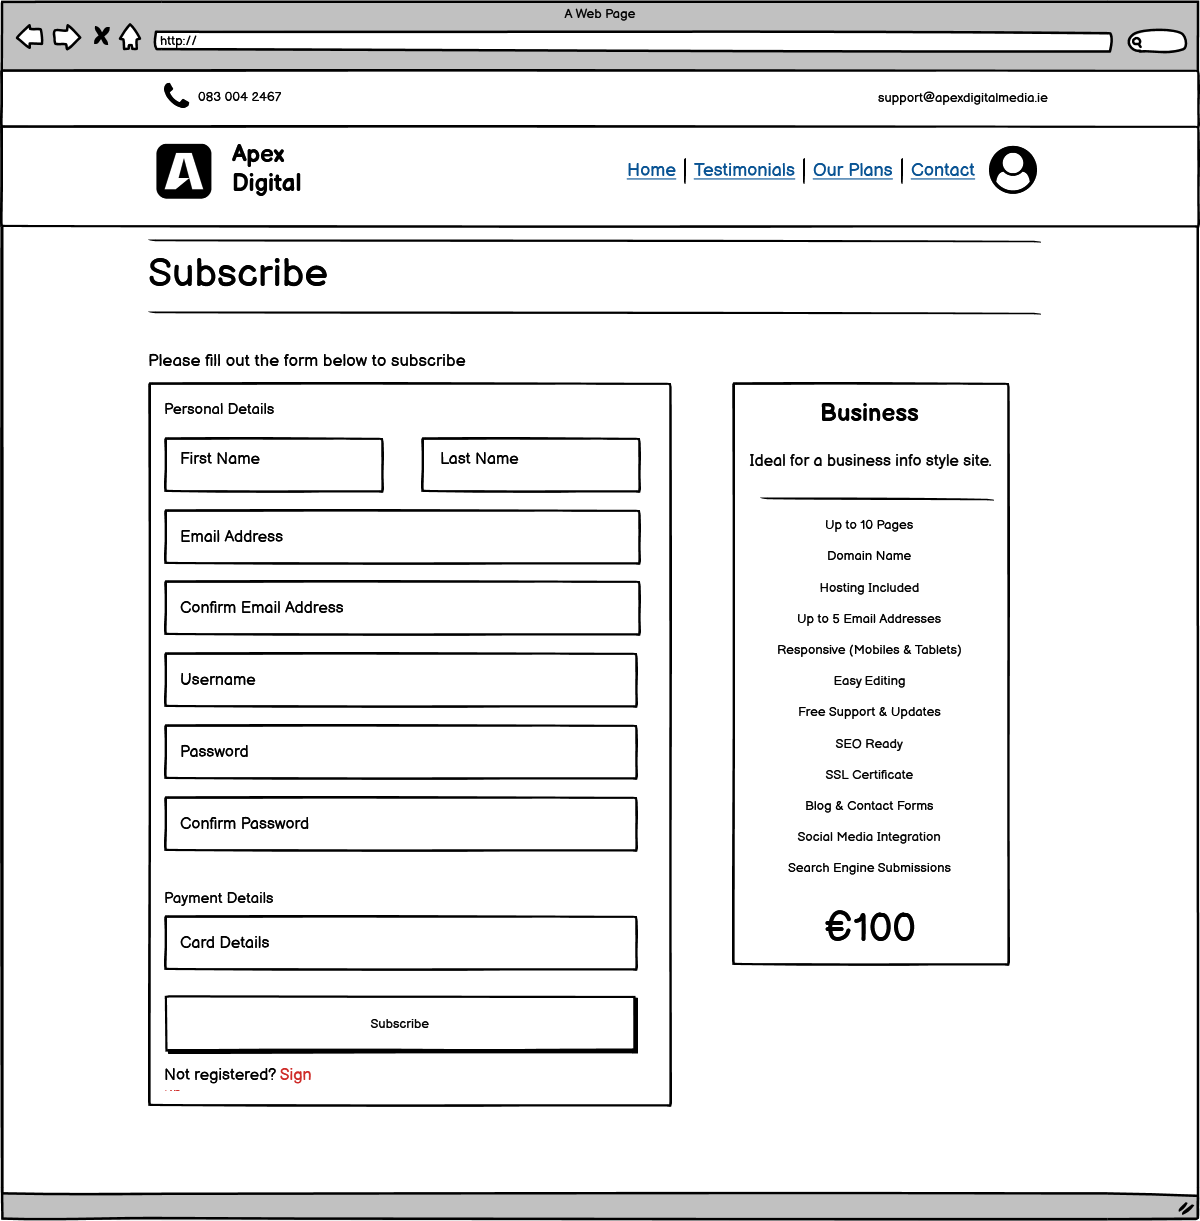 A Web Page
http://
083 004 2467
support@apexdigitalmedia.ie
A
Apex
Digital
Home
Testimonials
Our Plans
Contact
Subscribe
Please fill out the form below to subscribe
Personal Details
First Name
Last Name
Email Address
Confirm Email Address
Username
Password
Confirm Password
Payment Details
Card Details
Subscribe
Not registered? Sign
Business
Ideal for a business info style site.
Up to 10 Pages
Domain Name
Hosting Included
Up to 5 Email Addresses
Responsive (Mobiles & Tablets)
Easy Editing
Free Support & Updates
SEO Ready
SSL Certificate
Blog & Contact Forms
Social Media Integration
Search Engine Submissions
€100